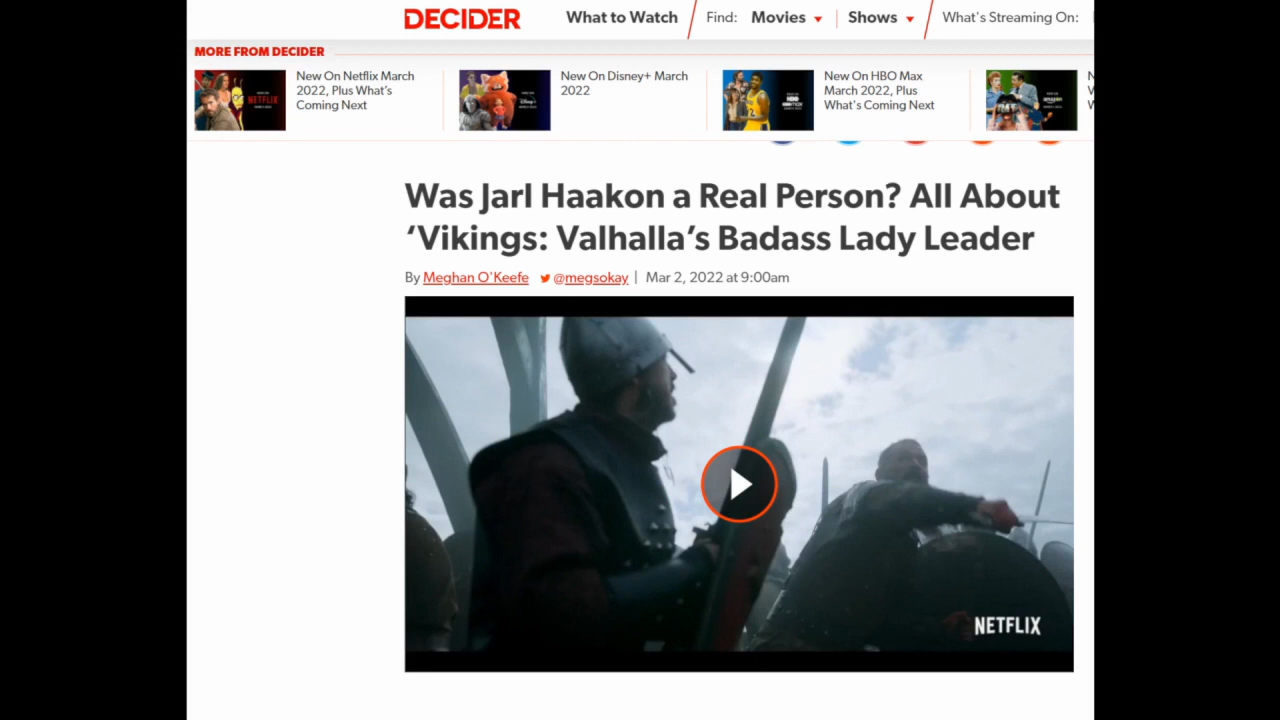 DECIDER
What to Watch
Find: Movies
Shows
What's Streaming On:
MORE FROM DECIDER
New On Netflix March
2022, Plus What's
Coming Next
New On Disney+ March
2022
New On HBO Max
March 2022, Plus
What's Coming Next
Was Jarl Haakon a Real Person? All About
‘Vikings: Valhalla’s Badass Lady Leader
By Meghan O'Keefe @megsokay | Mar 2, 2022 at 9:00am
NETFLIX